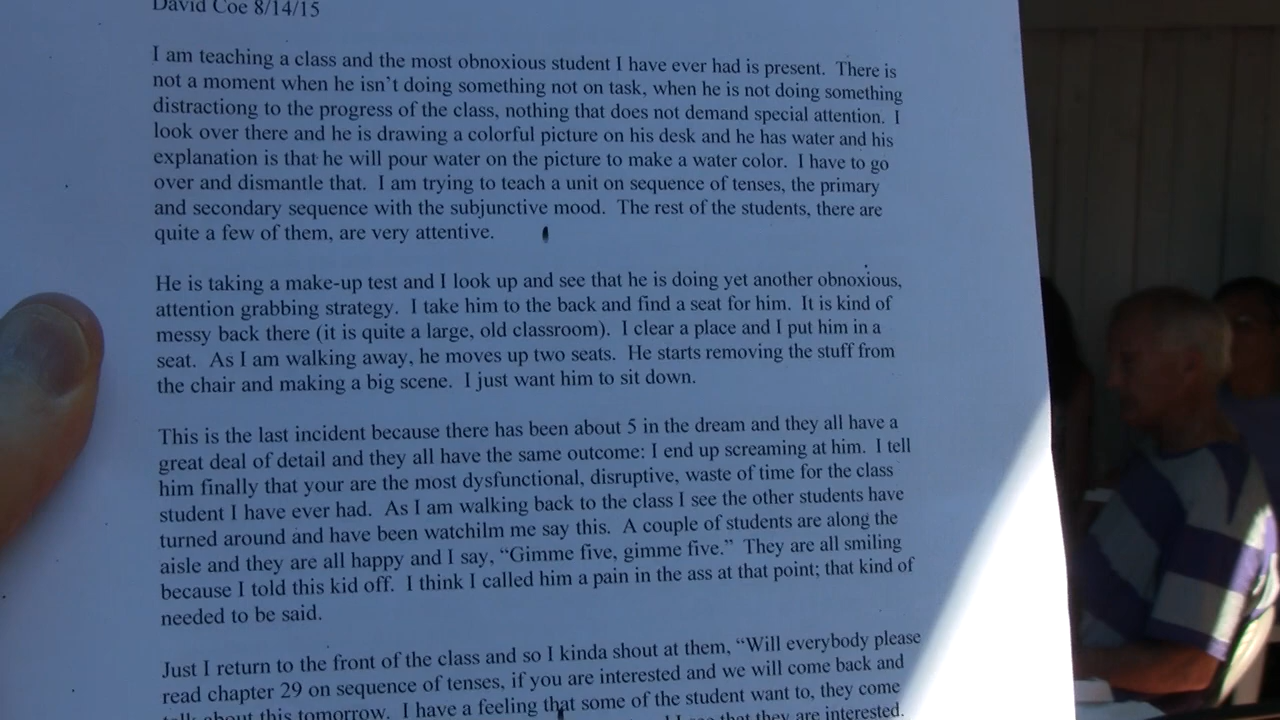 David Coe 8/14/15
I am teaching a class and the most obnoxious student I have ever had is present. There is
not a moment when he isn't doing something not on task, when he is not doing something
distractiong to the progress of the class, nothing that does not demand special attention. I
look over there and he is drawing a colorful picture on his desk and he has water and his
explanation is that he will pour water on the picture to make a water color. I have to go
over and dismantle that. I am trying to teach a unit on sequence of tenses, the primary
and secondary sequence with the subjunctive mood. The rest of the students, there are
quite a few of them, are very attentive.
He is taking a make-up test and I look up and see that he is doing yet another obnoxious,
attention grabbing strategy. I take him to the back and find a seat for him. It is kind of
messy back there (it is quite a large, old classroom). I clear a place and I put him in a
seat. As I am walking away, he moves up two seats. He starts removing the stuff from
the chair and making a big scene. I just want him to sit down.
This is the last incident because there has been about 5 in the dream and they all have a
great deal of detail and they all have the same outcome: I end up screaming at him. I tell
him finally that your are the most dysfunctional, disruptive, waste of time for the class
student I have ever had. As I am walking back to the class I see the other students have
turned around and have been watchilm me say this. A couple of students are along the
aisle and they are all happy and I say, “Gimme five, gimme five.” They are all smiling
because I told this kid off. I think I called him a pain in the ass at that point; that kind of
needed to be said.
Just I return to the front of the class and so I kinda shout at them, “Will everybody please
read chapter 29 on sequence of tenses, if you are interested and we will come back and
talk about this tomorrow. I have a feeling that some of the student want to, they come
that they are interested.